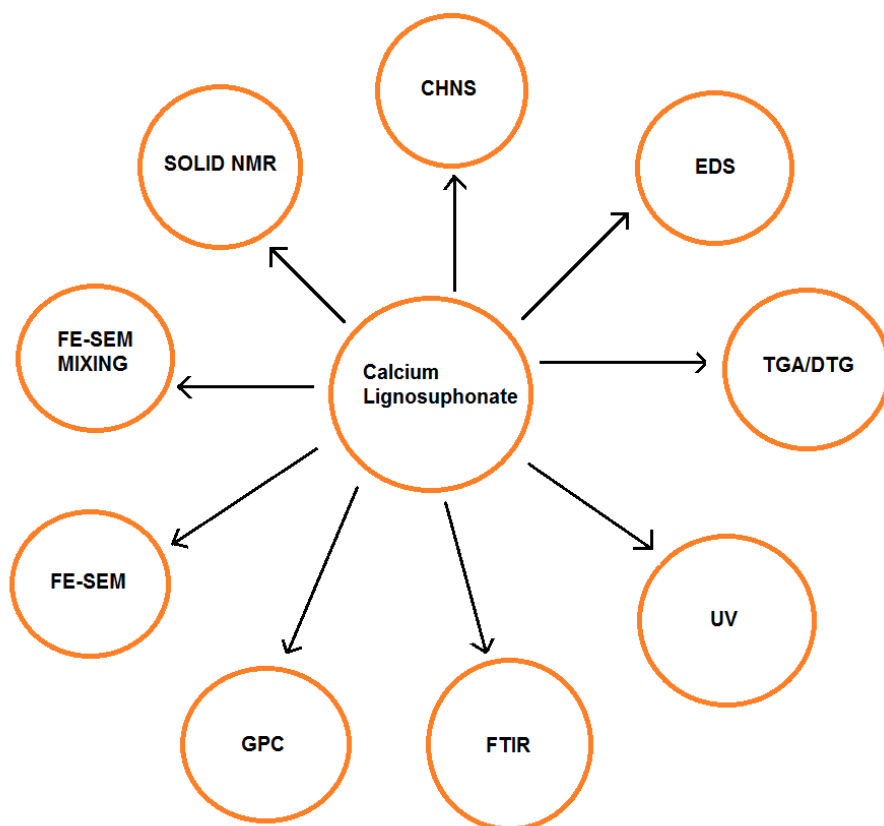 CHNS
SOLID NMR
EDS
FE-SEM
MIXING
Calcium
Lignosuphonate
TGA/DTG
FE-SEM
UV
GPC
FTIR